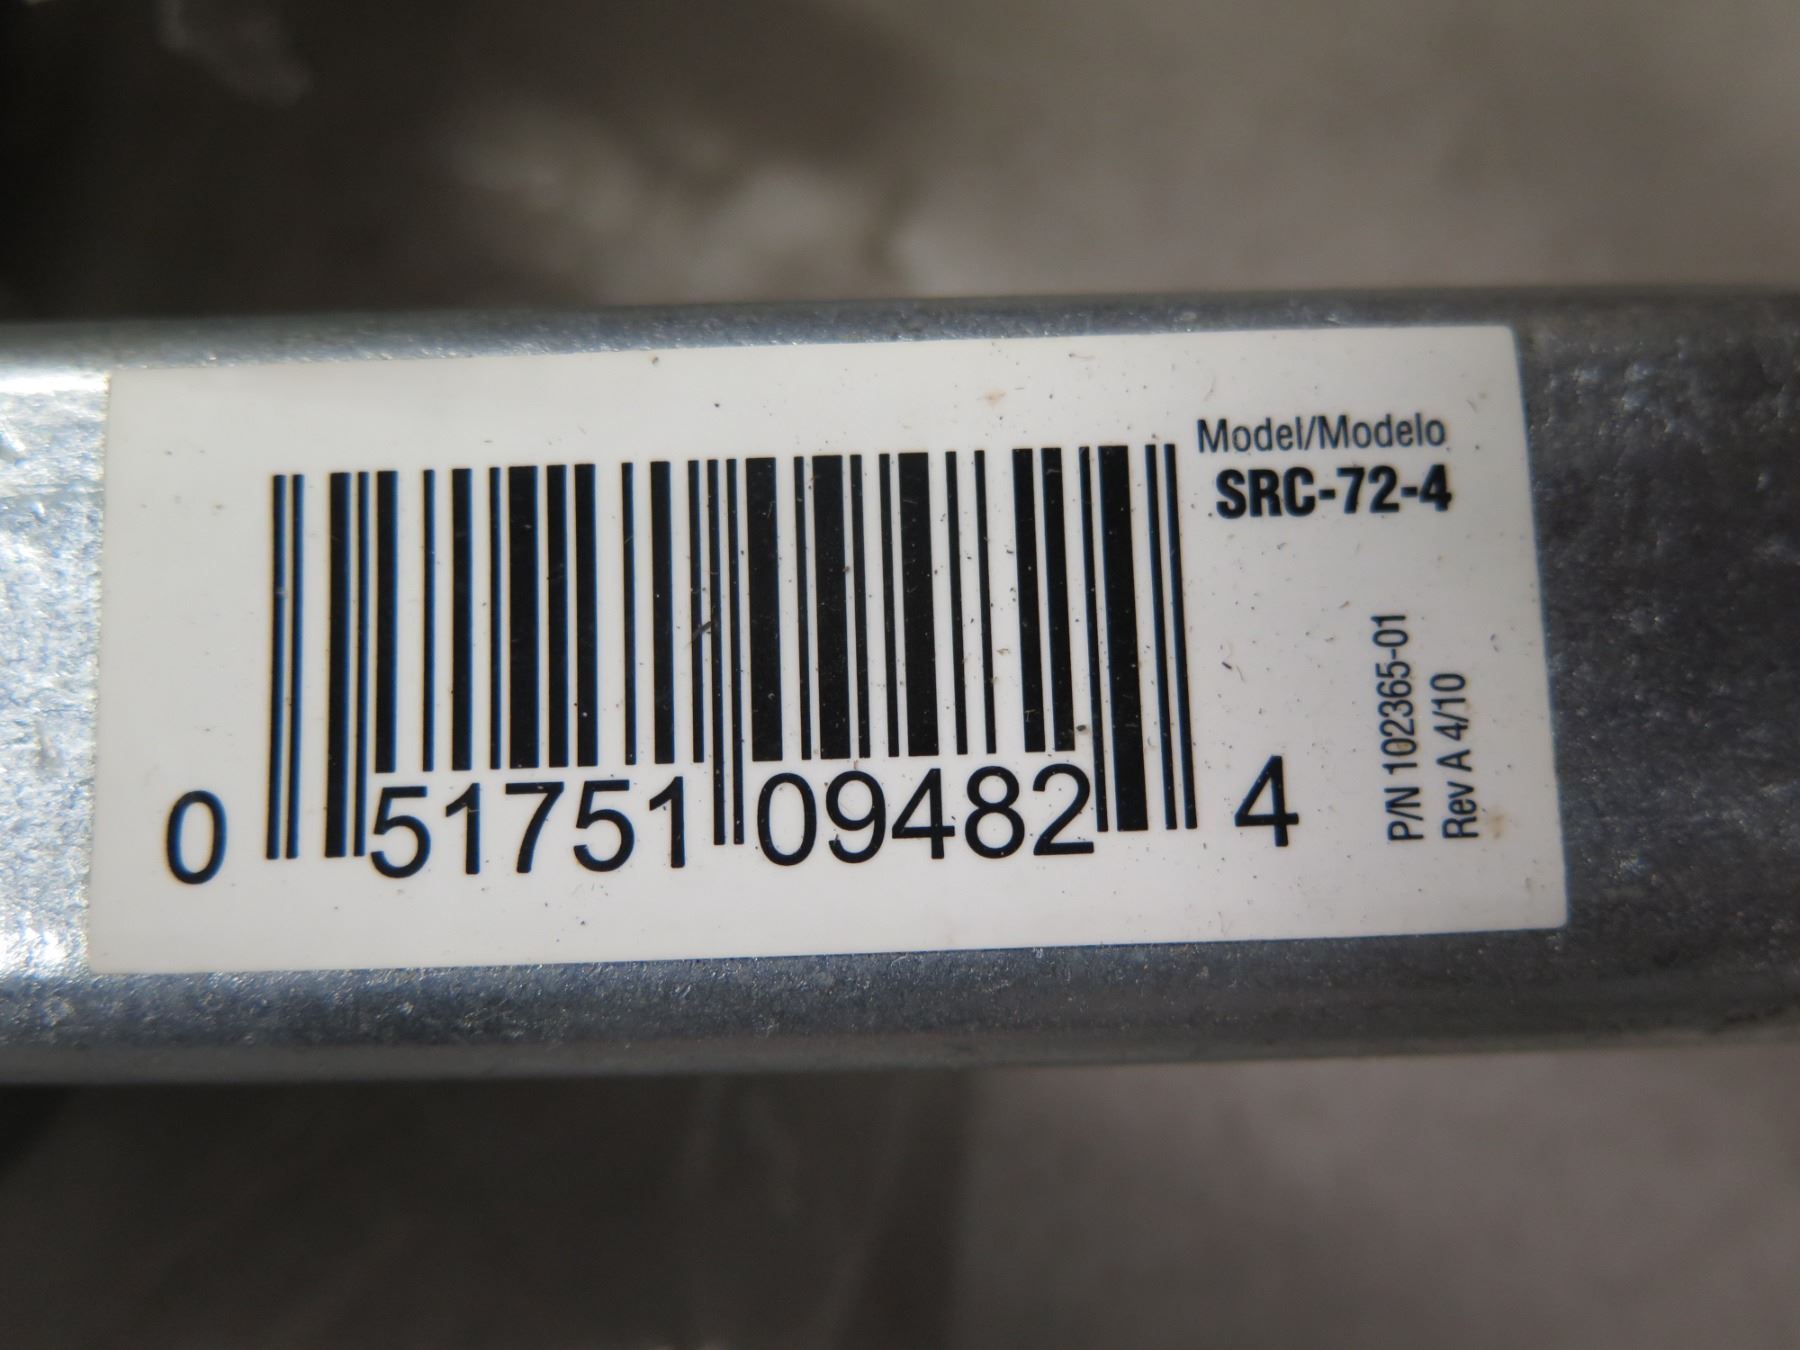 Model/Modelo
SRC-72-4
0 51751 09482 4
P/N 102365-01
Rev A 4/10